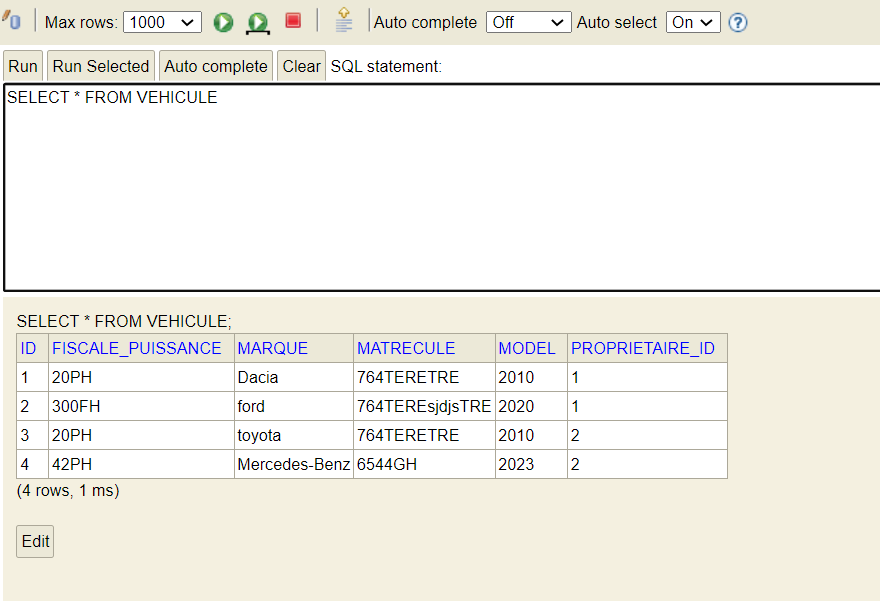 Max rows: 1000 Auto complete Off Auto select On ?
Run Run Selected Auto complete Clear SQL statement:
SELECT * FROM VEHICULE
SELECT * FROM VEHICULE;
ID FISCALE_PUISSANCE MARQUE MATRECULE MODEL PROPRIETAIRE_ID
1 20PH Dacia 764TERETRE 2010 1
2 300FH ford 764TEREsjdjsTRE 2020 1
3 20PH toyota 764TERETRE 2010 2
4 42PH Mercedes-Benz 6544GH 2023 2
(4 rows, 1 ms)
Edit